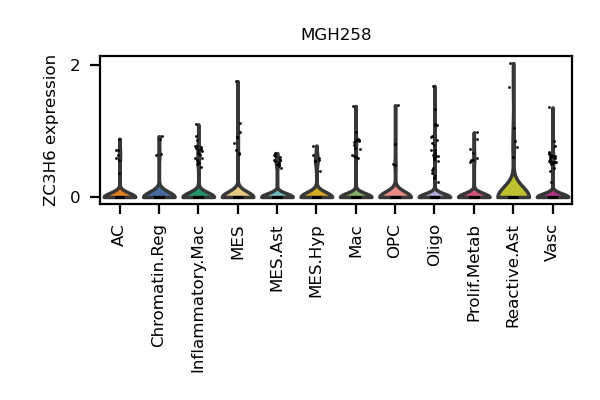 MGH258
ZC3H6 expression
2
0
AC
Chromatin.Reg
Inflammatory.Mac
MES
MES.Ast
MES.Hyp
Mac
OPC
Oligo
Prolif.Metab
Reactive.Ast
Vasc